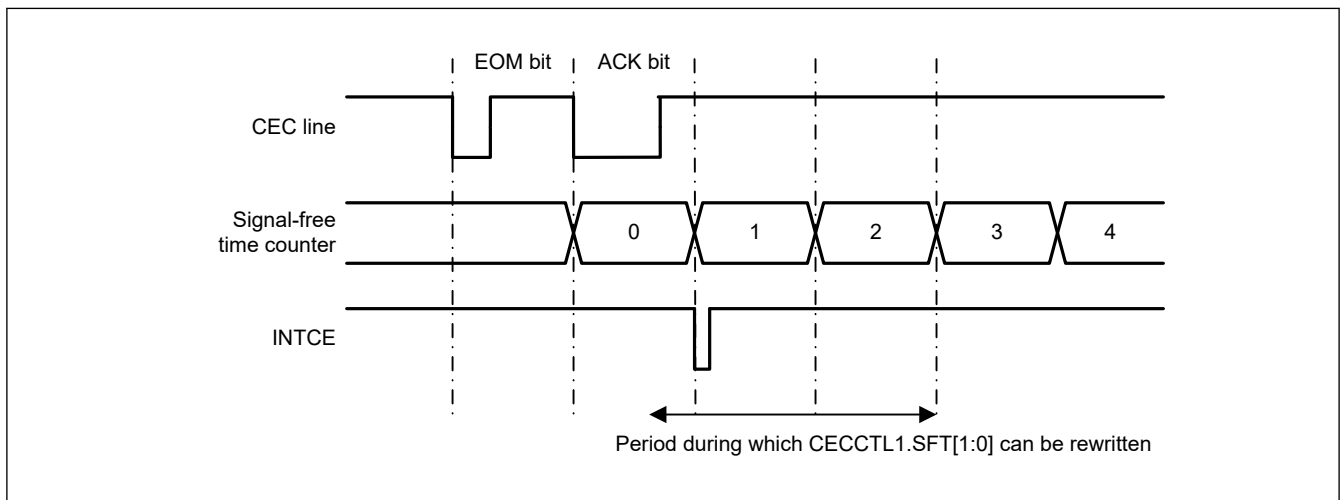 EOM bit
ACK bit
CEC line
Signal-free
time counter
0
1
2
3
4
INTCE
Period during which CECCTL1.SFT[1:0] can be rewritten